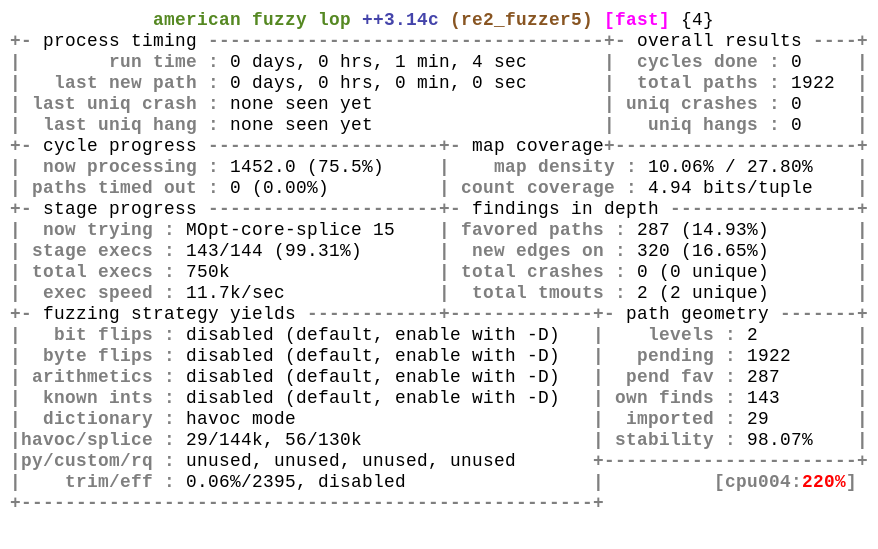 american fuzzy lop ++3.14c (re2_fuzzer5) [fast] {4}
+- process timing ------------------------------------+- overall results ----+
|        run time : 0 days, 0 hrs, 1 min, 4 sec       |  cycles done : 0     |
|   last new path : 0 days, 0 hrs, 0 min, 0 sec       |  total paths : 1922  |
| last uniq crash : none seen yet                     | uniq crashes : 0     |
|  last uniq hang : none seen yet                     |   uniq hangs : 0     |
+- cycle progress ---------------------+- map coverage+----------------------+
|  now processing : 1452.0 (75.5%)     |    map density : 10.06% / 27.80%    |
| paths timed out : 0 (0.00%)          | count coverage : 4.94 bits/tuple    |
+- stage progress ---------------------+- findings in depth -----------------+
|  now trying : MOpt-core-splice 15    | favored paths : 287 (14.93%)        |
| stage execs : 143/144 (99.31%)       |  new edges on : 320 (16.65%)        |
| total execs : 750k                   | total crashes : 0 (0 unique)        |
|  exec speed : 11.7k/sec              |  total tmouts : 2 (2 unique)        |
+- fuzzing strategy yields ------------+-------------+- path geometry -------+
|   bit flips : disabled (default, enable with -D)   |    levels : 2         |
|  byte flips : disabled (default, enable with -D)   |   pending : 1922      |
| arithmetics : disabled (default, enable with -D)   |  pend fav : 287       |
|  known ints : disabled (default, enable with -D)   | own finds : 143       |
|  dictionary : havoc mode                           |  imported : 29        |
|havoc/splice : 29/144k, 56/130k                     | stability : 98.07%    |
|py/custom/rq : unused, unused, unused, unused       +-----------------------+
|    trim/eff : 0.06%/2395, disabled                 |          [cpu004:220%]
+----------------------------------------------------+